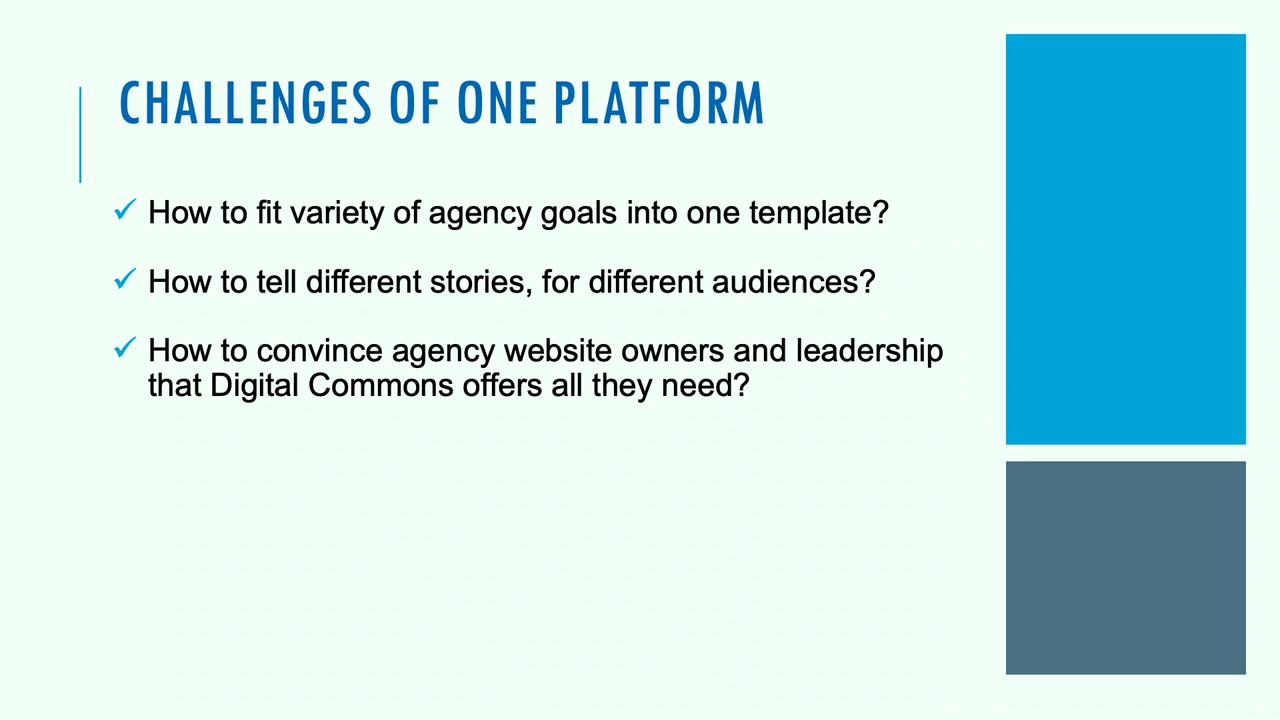 CHALLENGES OF ONE PLATFORM
✓ How to fit variety of agency goals into one template?
✓ How to tell different stories, for different audiences?
✓ How to convince agency website owners and leadership
that Digital Commons offers all they need?